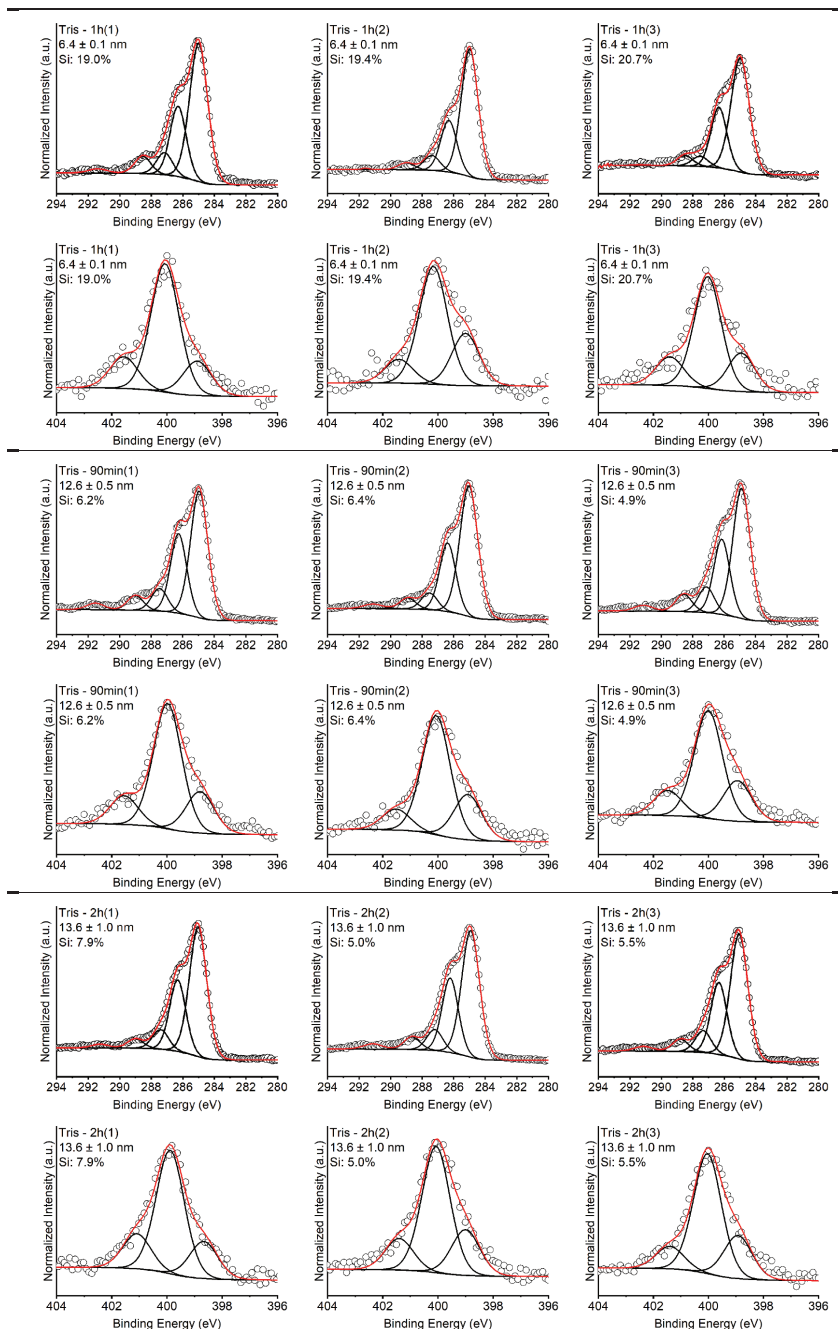 Tris - 1h(1)
6.4 ± 0.1 nm
Si: 19.0%
Normalized Intensity (a.u.)
294 292 290 288 286 284 282 280
Binding Energy (eV)
Tris - 1h(2)
6.4 ± 0.1 nm
Si: 19.4%
Normalized Intensity (a.u.)
294 292 290 288 286 284 282 280
Binding Energy (eV)
Tris - 1h(3)
6.4 ± 0.1 nm
Si: 20.7%
Normalized Intensity (a.u.)
294 292 290 288 286 284 282 280
Binding Energy (eV)
Tris - 1h(1)
6.4 ± 0.1 nm
Si: 19.0%
Normalized Intensity (a.u.)
404 402 400 398 396
Binding Energy (eV)
Tris - 1h(2)
6.4 ± 0.1 nm
Si: 19.4%
Normalized Intensity (a.u.)
404 402 400 398 396
Binding Energy (eV)
Tris - 1h(3)
6.4 ± 0.1 nm
Si: 20.7%
Normalized Intensity (a.u.)
404 402 400 398 396
Binding Energy (eV)
Tris - 90min(1)
12.6 ± 0.5 nm
Si: 6.2%
Normalized Intensity (a.u.)
294 292 290 288 286 284 282 280
Binding Energy (eV)
Tris - 90min(2)
12.6 ± 0.5 nm
Si: 6.4%
Normalized Intensity (a.u.)
294 292 290 288 286 284 282 280
Binding Energy (eV)
Tris - 90min(3)
12.6 ± 0.5 nm
Si: 4.9%
Normalized Intensity (a.u.)
294 292 290 288 286 284 282 280
Binding Energy (eV)
Tris - 90min(1)
12.6 ± 0.5 nm
Si: 6.2%
Normalized Intensity (a.u.)
404 402 400 398 396
Binding Energy (eV)
Tris - 90min(2)
12.6 ± 0.5 nm
Si: 6.4%
Normalized Intensity (a.u.)
404 402 400 398 396
Binding Energy (eV)
Tris - 90min(3)
12.6 ± 0.5 nm
Si: 4.9%
Normalized Intensity (a.u.)
404 402 400 398 396
Binding Energy (eV)
Tris - 2h(1)
13.6 ± 1.0 nm
Si: 7.9%
Normalized Intensity (a.u.)
294 292 290 288 286 284 282 280
Binding Energy (eV)
Tris - 2h(2)
13.6 ± 1.0 nm
Si: 5.0%
Normalized Intensity (a.u.)
294 292 290 288 286 284 282 280
Binding Energy (eV)
Tris - 2h(3)
13.6 ± 1.0 nm
Si: 5.5%
Normalized Intensity (a.u.)
294 292 290 288 286 284 282 280
Binding Energy (eV)
Tris - 2h(1)
13.6 ± 1.0 nm
Si: 7.9%
Normalized Intensity (a.u.)
404 402 400 398 396
Binding Energy (eV)
Tris - 2h(2)
13.6 ± 1.0 nm
Si: 5.0%
Normalized Intensity (a.u.)
404 402 400 398 396
Binding Energy (eV)
Tris - 2h(3)
13.6 ± 1.0 nm
Si: 5.5%
Normalized Intensity (a.u.)
404 402 400 398 396
Binding Energy (eV)